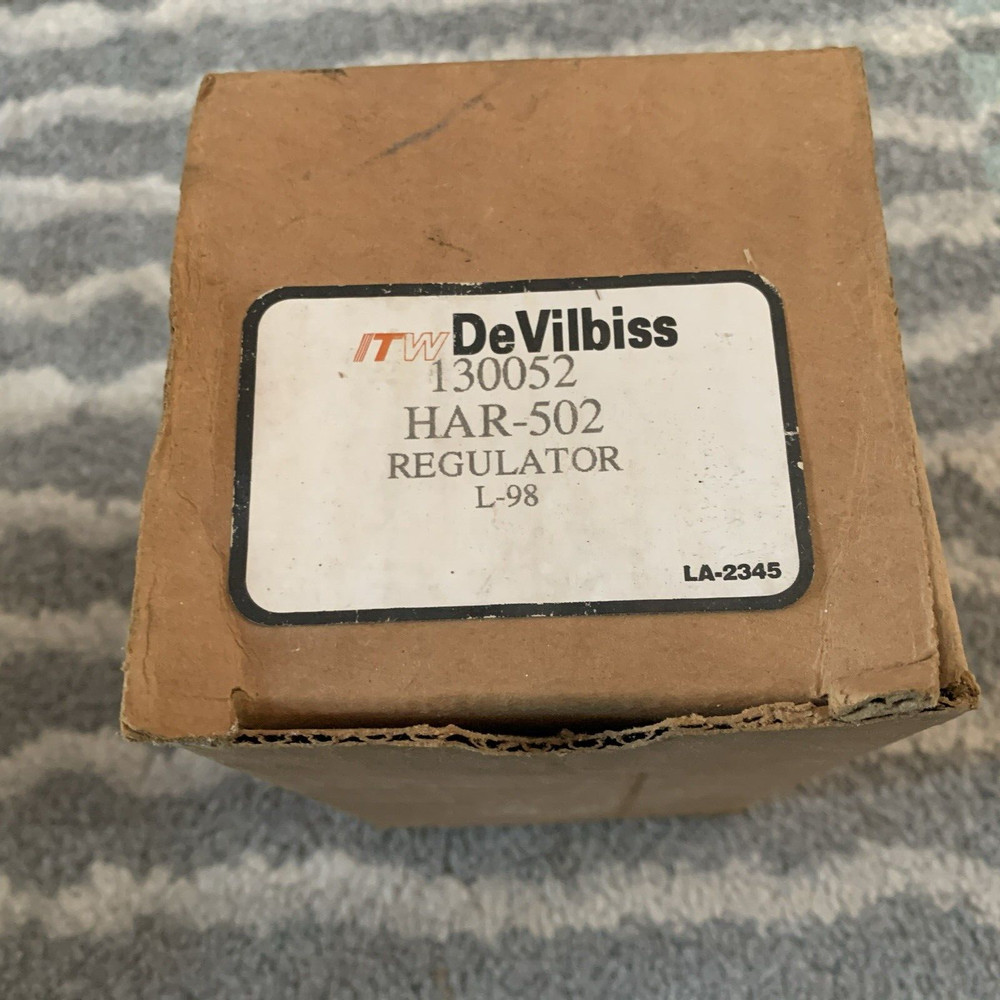 ITW DeVilbiss
130052
HAR-502
REGULATOR
L-98
LA-2345